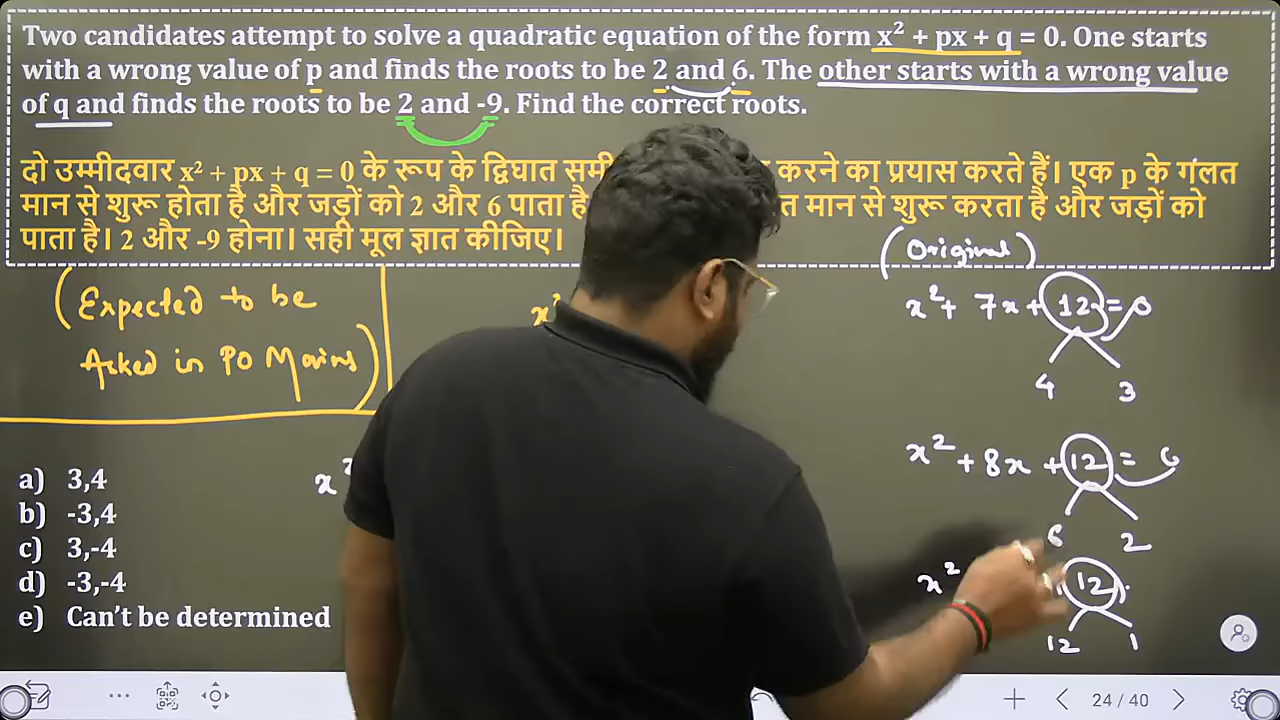 Two candidates attempt to solve a quadratic equation of the form x² + px + q = 0. One starts
with a wrong value of p and finds the roots to be 2 and 6. The other starts with a wrong value
of q and finds the roots to be 2 and -9. Find the correct roots.
दो उम्मीदवार x² + px + q = 0 के रूप के द्विघात करने का प्रयास करते हैं। एक p के गलत
मान से शुरू होता है और जड़ों को 2 और 6 पाता है मान से शुरू करता है और जड़ों को
पाता है। 2 और -9 होना। सही मूल ज्ञात कीजिए।
(Original)
(Expected to be
Asked in PO Mains)
x² + 7x + 12 = 0
4 3
x² + 8x + 12 = 0
6 2
x² 12
12 1
a) 3,4
b) -3,4
c) 3,-4
d) -3,-4
e) Can't be determined
24 / 40